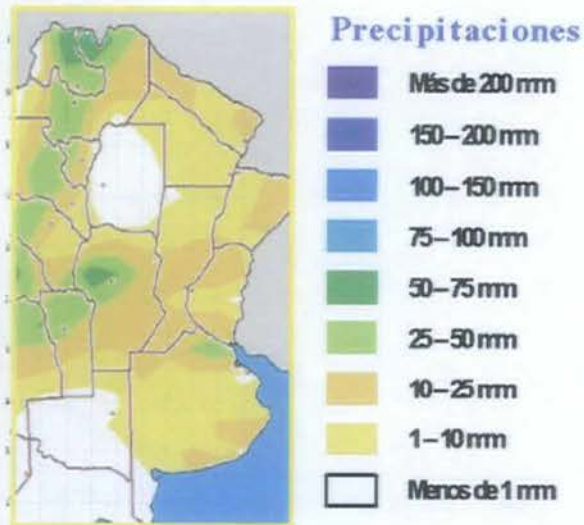 Precipitaciones
Más de 200 mm
150 – 200 mm
100 – 150 mm
75 – 100 mm
50 – 75 mm
25 – 50 mm
10 – 25 mm
1 – 10 mm
Menos de 1 mm